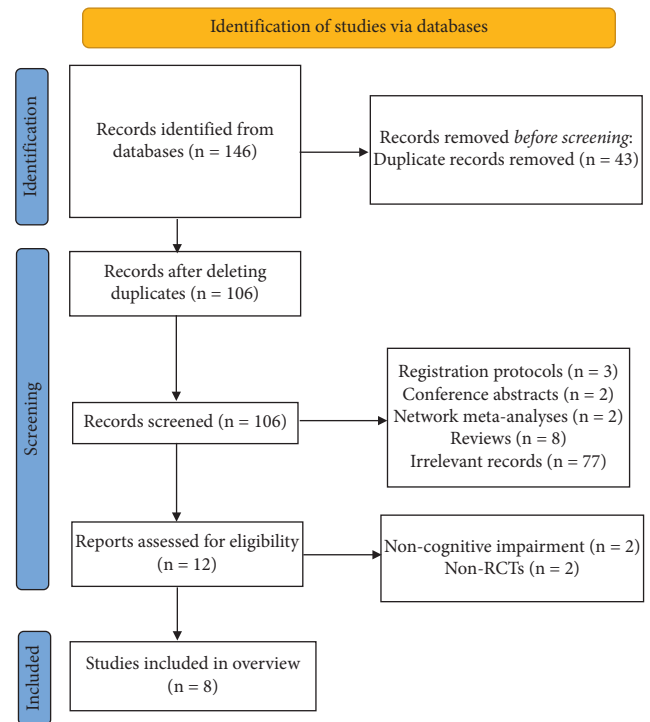 Identification of studies via databases
Identification
Records identified from
databases (n = 146)
Records removed before screening:
Duplicate records removed (n = 43)
Screening
Records after deleting
duplicates (n = 106)
Records screened (n = 106)
Registration protocols (n = 3)
Conference abstracts (n = 2)
Network meta-analyses (n = 2)
Reviews (n = 8)
Irrelevant records (n = 77)
Reports assessed for eligibility
(n = 12)
Non-cognitive impairment (n = 2)
Non-RCTs (n = 2)
Included
Studies included in overview
(n = 8)